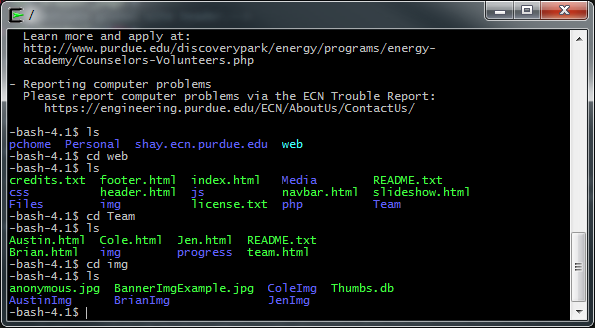 /
Learn more and apply at:
http://www.purdue.edu/discoverypark/energy/programs/energy-
academy/Counselors-Volunteers.php
- Reporting computer problems
Please report computer problems via the ECN Trouble Report:
https://engineering.purdue.edu/ECN/AboutUs/ContactUs/
-bash-4.1$ ls
pchome  Personal  shay.ecn.purdue.edu  web
-bash-4.1$ cd web
-bash-4.1$ ls
credits.txt  footer.html  index.html  Media  README.txt
css  header.html  js  navbar.html  slideshow.html
Files  img  license.txt  php  Team
-bash-4.1$ cd Team
-bash-4.1$ ls
Austin.html  Cole.html  Jen.html  README.txt
Brian.html  img  progress  team.html
-bash-4.1$ cd img
-bash-4.1$ ls
anonymous.jpg  BannerImgExample.jpg  ColeImg  Thumbs.db
AustinImg  BrianImg  JenImg
-bash-4.1$